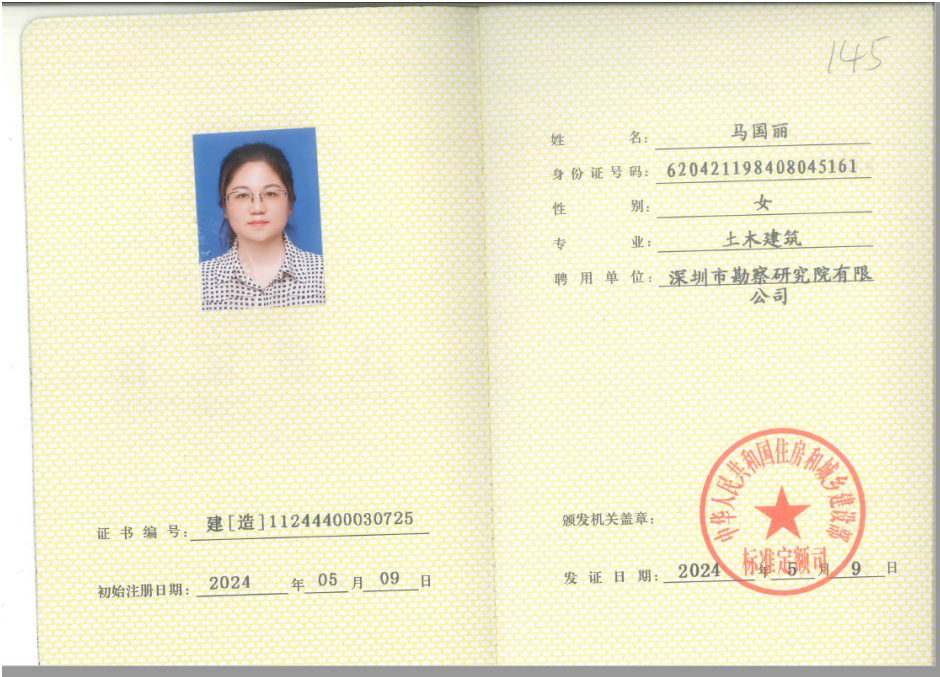 145
姓名：马国丽
身份证号码：620421198408045161
性别：女
专业：土木建筑
聘用单位：深圳市勘察研究院有限
公司
证书编号：建[造]11244400030725
初始注册日期：2024年05月09日
颁发机关盖章：
中华人民共和国住房和城乡建设部
标准定额司
发证日期：2024年5月9日